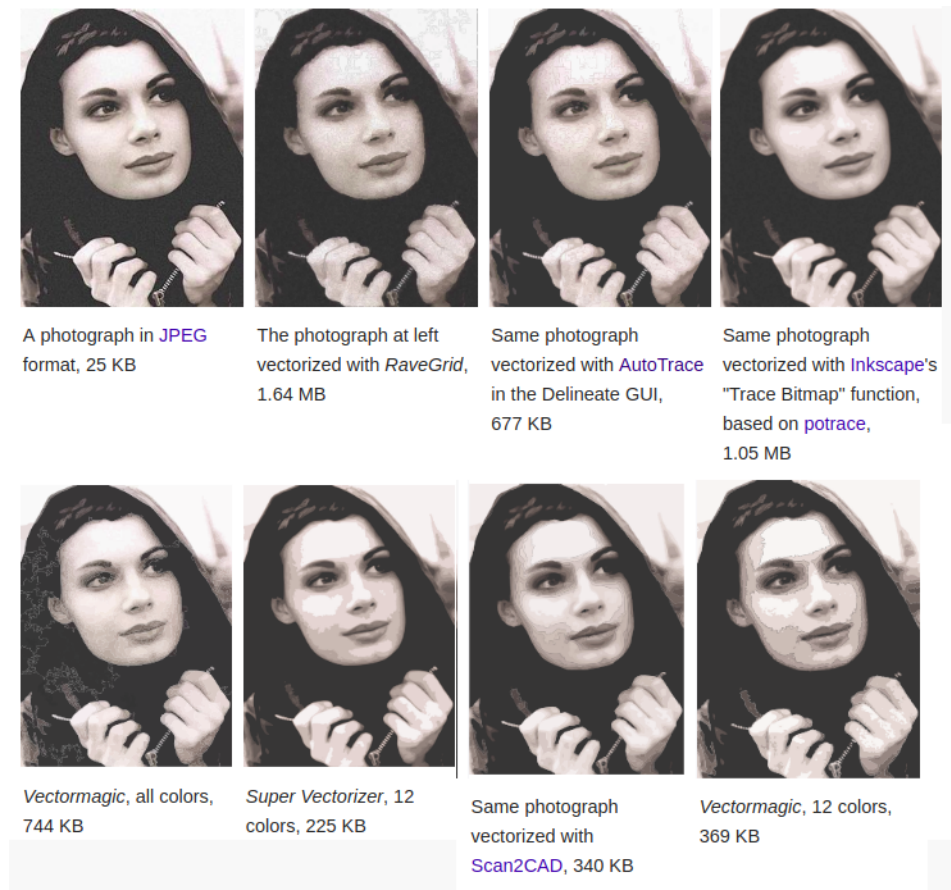 A photograph in JPEG
format, 25 KB
The photograph at left
vectorized with RaveGrid,
1.64 MB
Same photograph
vectorized with AutoTrace
in the Delineate GUI,
677 KB
Same photograph
vectorized with Inkscape's
"Trace Bitmap" function,
based on potrace,
1.05 MB
Vectormagic, all colors,
744 KB
Super Vectorizer, 12
colors, 225 KB
Same photograph
vectorized with
Scan2CAD, 340 KB
Vectormagic, 12 colors,
369 KB